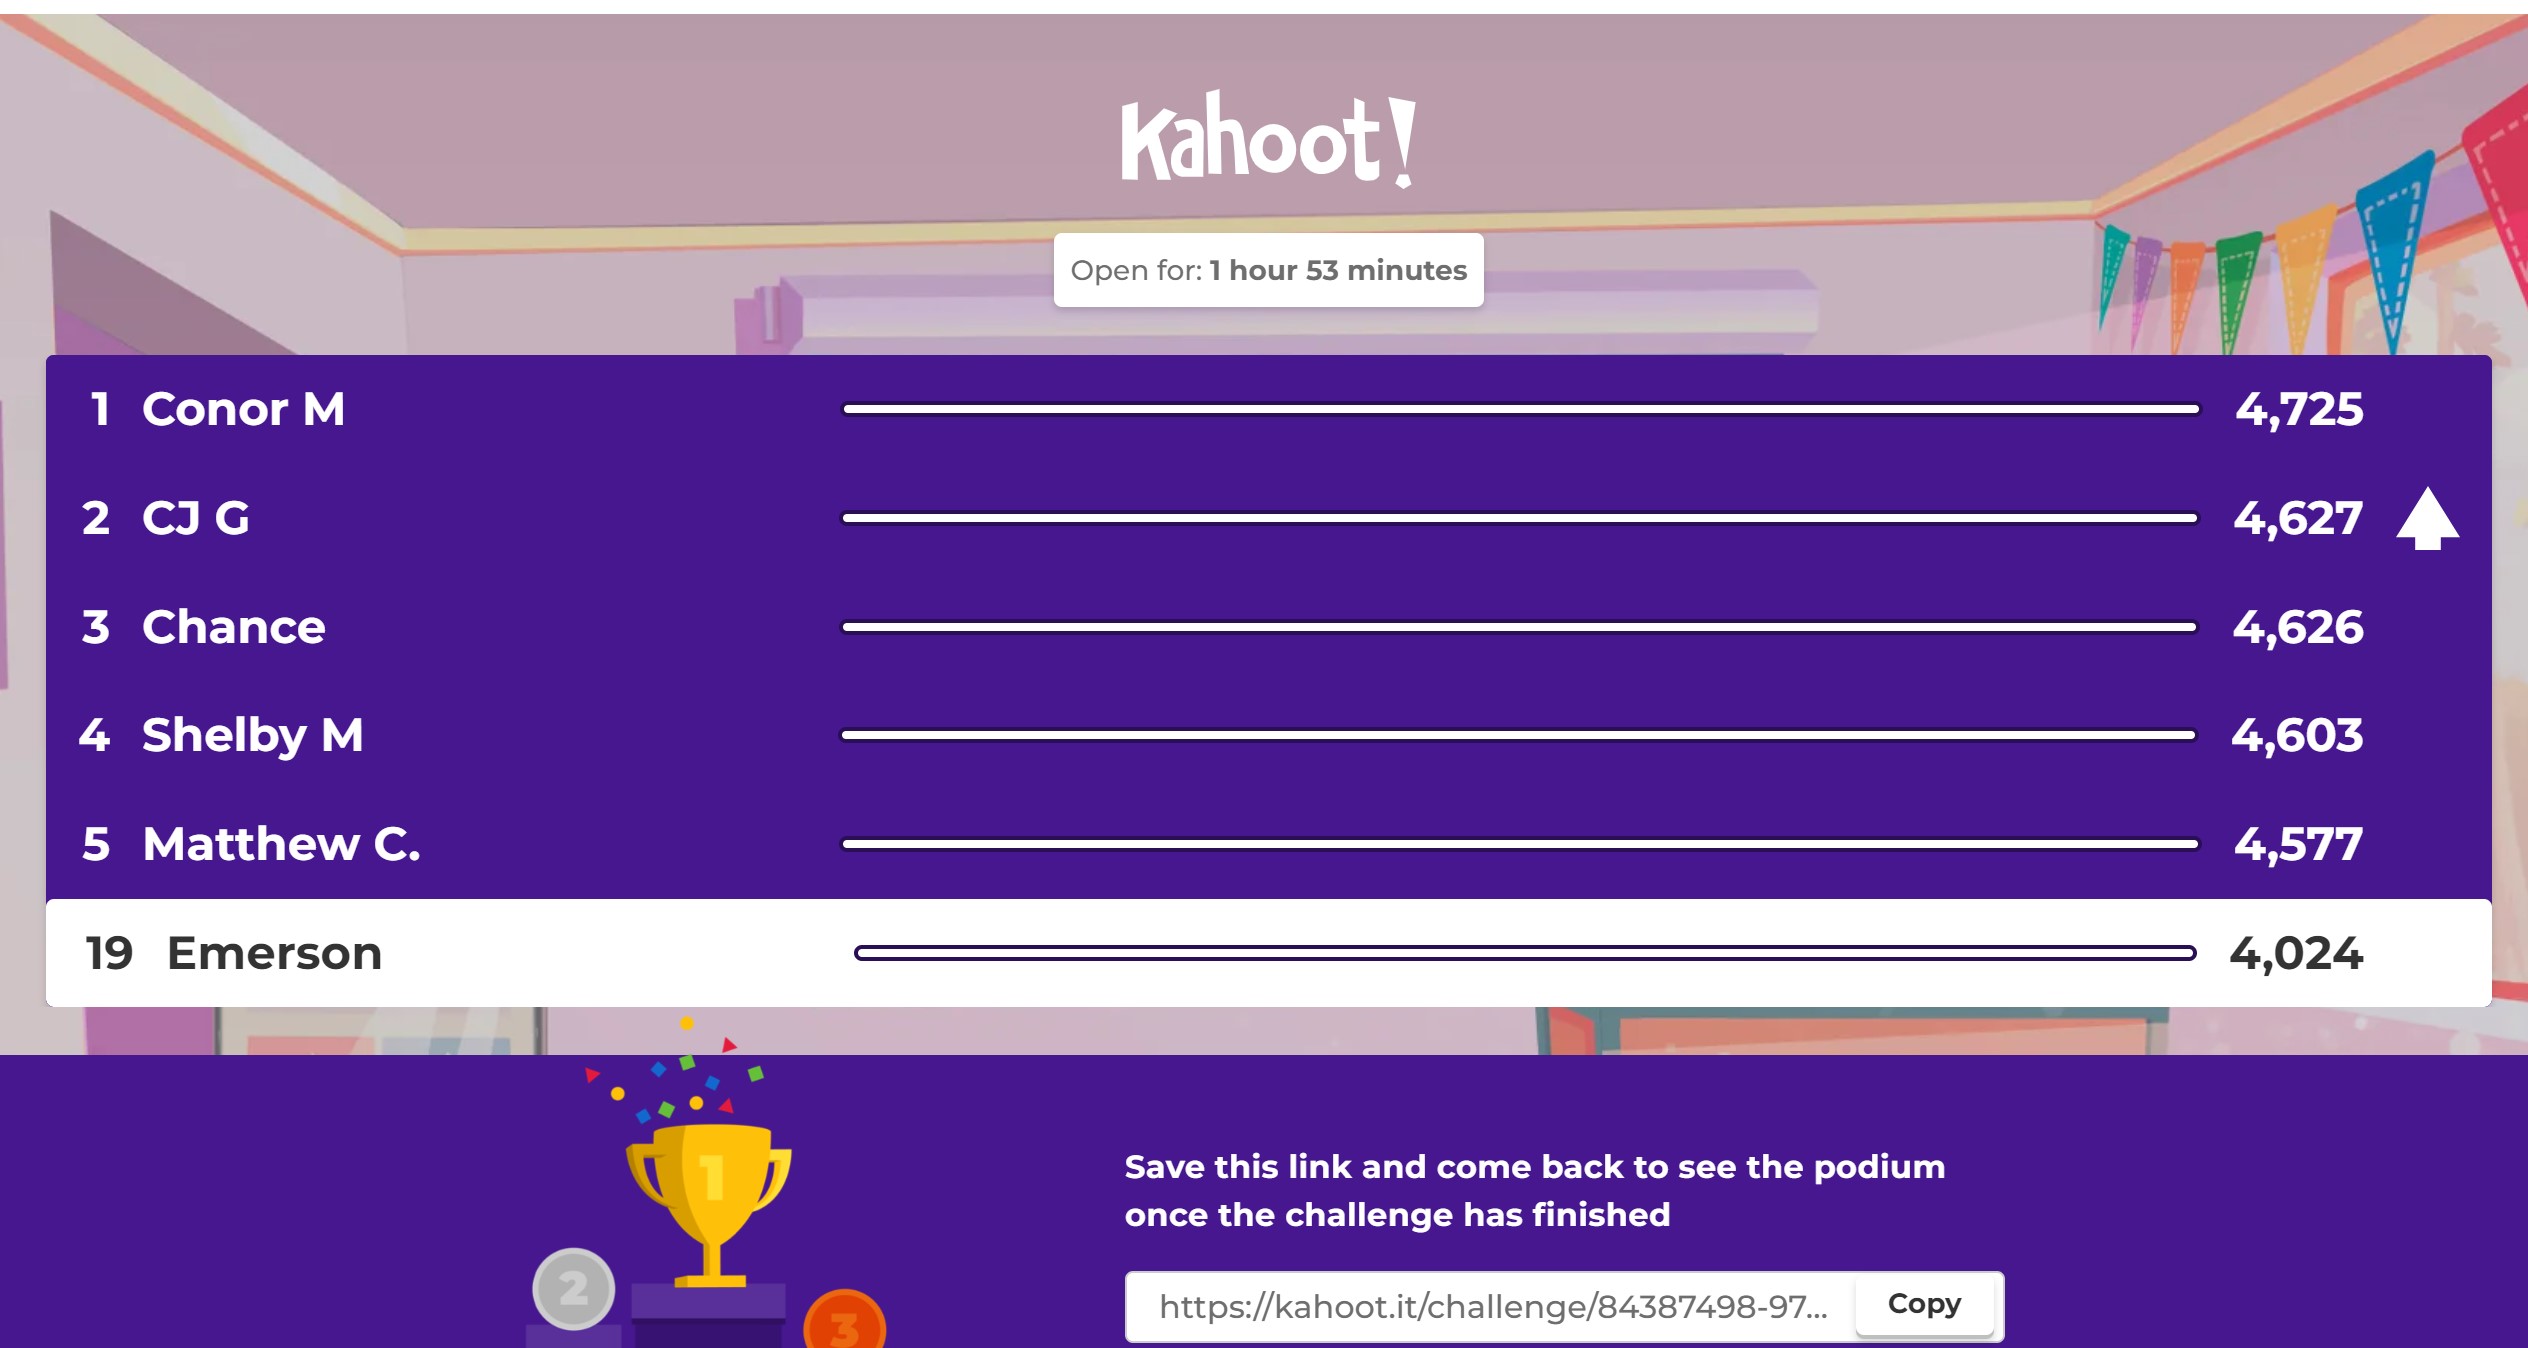 Kahoot!
Open for: 1 hour 53 minutes
1 Conor M 4,725
2 CJ G 4,627
3 Chance 4,626
4 Shelby M 4,603
5 Matthew C. 4,577
19 Emerson 4,024
1
2
3
Save this link and come back to see the podium
once the challenge has finished
https://kahoot.it/challenge/84387498-97... Copy